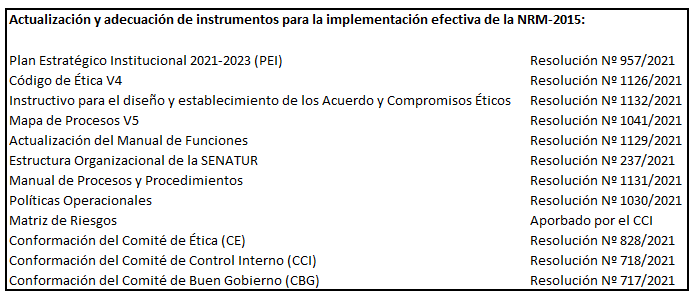 Actualización y adecuación de instrumentos para la implementación efectiva de la NRM-2015:
Plan Estratégico Institucional 2021-2023 (PEI) Resolución Nº 957/2021
Código de Ética V4 Resolución Nº 1126/2021
Instructivo para el diseño y establecimiento de los Acuerdo y Compromisos Éticos Resolución Nº 1132/2021
Mapa de Procesos V5 Resolución Nº 1041/2021
Actualización del Manual de Funciones Resolución Nº 1129/2021
Estructura Organizacional de la SENATUR Resolución Nº 237/2021
Manual de Procesos y Procedimientos Resolución Nº 1131/2021
Políticas Operacionales Resolución Nº 1030/2021
Matriz de Riesgos Aporbado por el CCI
Conformación del Comité de Ética (CE) Resolución Nº 828/2021
Conformación del Comité de Control Interno (CCI) Resolución Nº 718/2021
Conformación del Comité de Buen Gobierno (CBG) Resolución Nº 717/2021